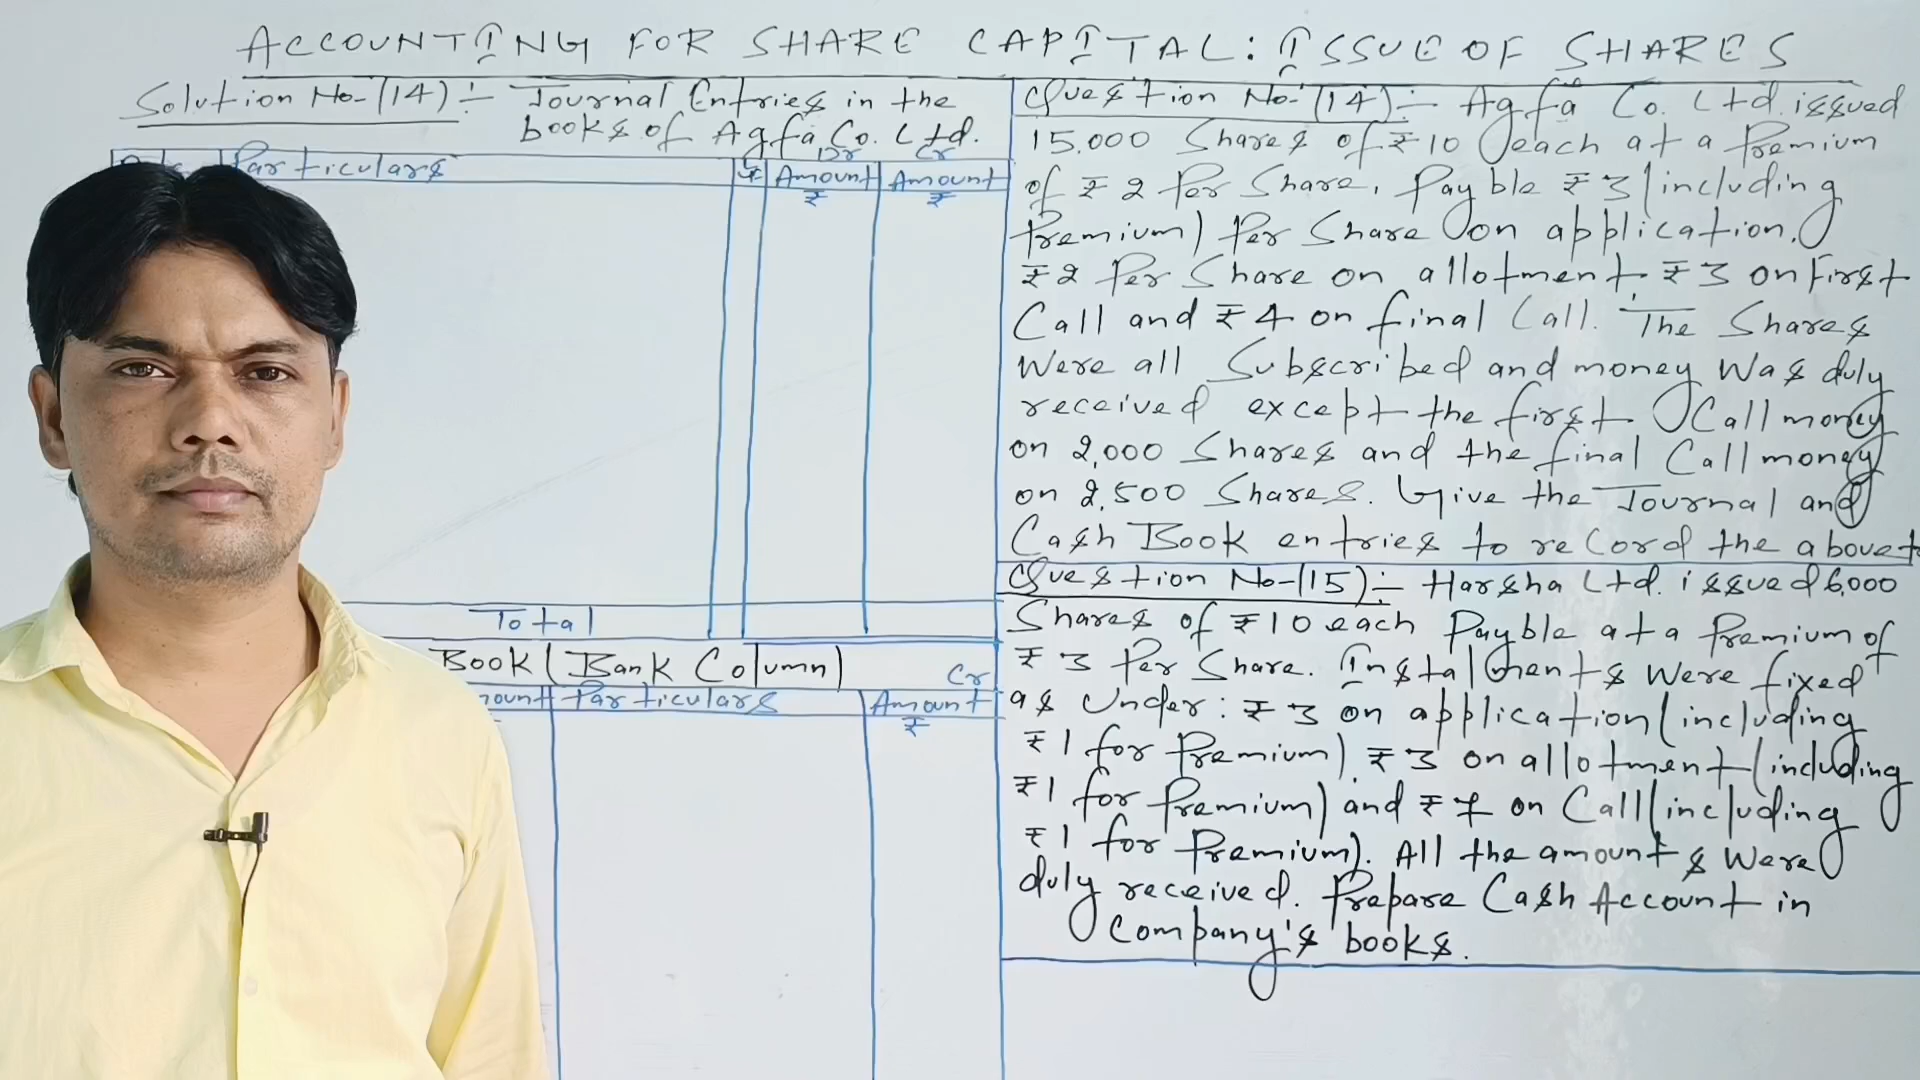 ACCOUNTING FOR SHARE CAPITAL: ISSUE OF SHARES
Solution No-(14):- Journal Entries in the
books of Agfa Co. Ltd.
Particulars
Dr
Cr
Amount
₹
Amount
₹
Total
Book (Bank Column)
Cr
Particulars
Amount
₹
Question No-(14):- Agfa Co. Ltd. issued
15,000 Shares of ₹10 each at a Premium
of ₹2 Per Share, Payble ₹3 (including
Premium) Per Share on application,
₹2 Per Share on allotment, ₹3 on First
Call and ₹4 on final Call. The Shares
Were all Subscribed and money Was duly
received except the first Call money
on 2,000 Shares and the final Call money
on 2,500 Shares. Give the Journal and
Cash Book entries to record the above
Question No-(15):- Harsha Ltd. issued 6,000
Shares of ₹10 each Payble at a Premium of
₹3 Per Share. Instalments Were fixed
as Under: ₹3 on application (including
₹1 for Premium), ₹3 on allotment (including
₹1 for Premium) and ₹7 on Call (including
₹1 for Premium). All the amounts Were
duly received. Prepare Cash Account in
Company's books.